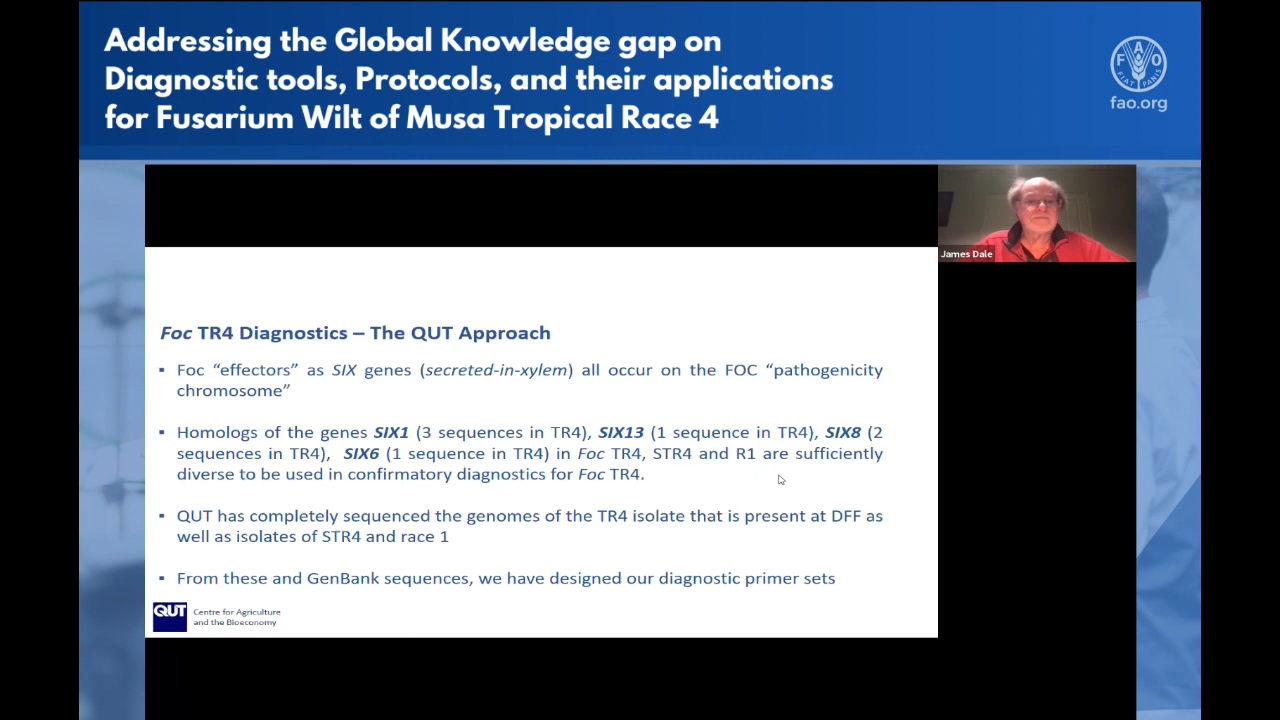 Addressing the Global Knowledge gap on
Diagnostic tools, Protocols, and their applications
for Fusarium Wilt of Musa Tropical Race 4
F A O
FIAT PANIS
fao.org
James Dale
Foc TR4 Diagnostics – The QUT Approach
▪ Foc “effectors” as SIX genes (secreted-in-xylem) all occur on the FOC “pathogenicity
chromosome”
▪ Homologs of the genes SIX1 (3 sequences in TR4), SIX13 (1 sequence in TR4), SIX8 (2
sequences in TR4), SIX6 (1 sequence in TR4) in Foc TR4, STR4 and R1 are sufficiently
diverse to be used in confirmatory diagnostics for Foc TR4.
▪ QUT has completely sequenced the genomes of the TR4 isolate that is present at DFF as
well as isolates of STR4 and race 1
▪ From these and GenBank sequences, we have designed our diagnostic primer sets
QUT
Centre for Agriculture
and the Bioeconomy